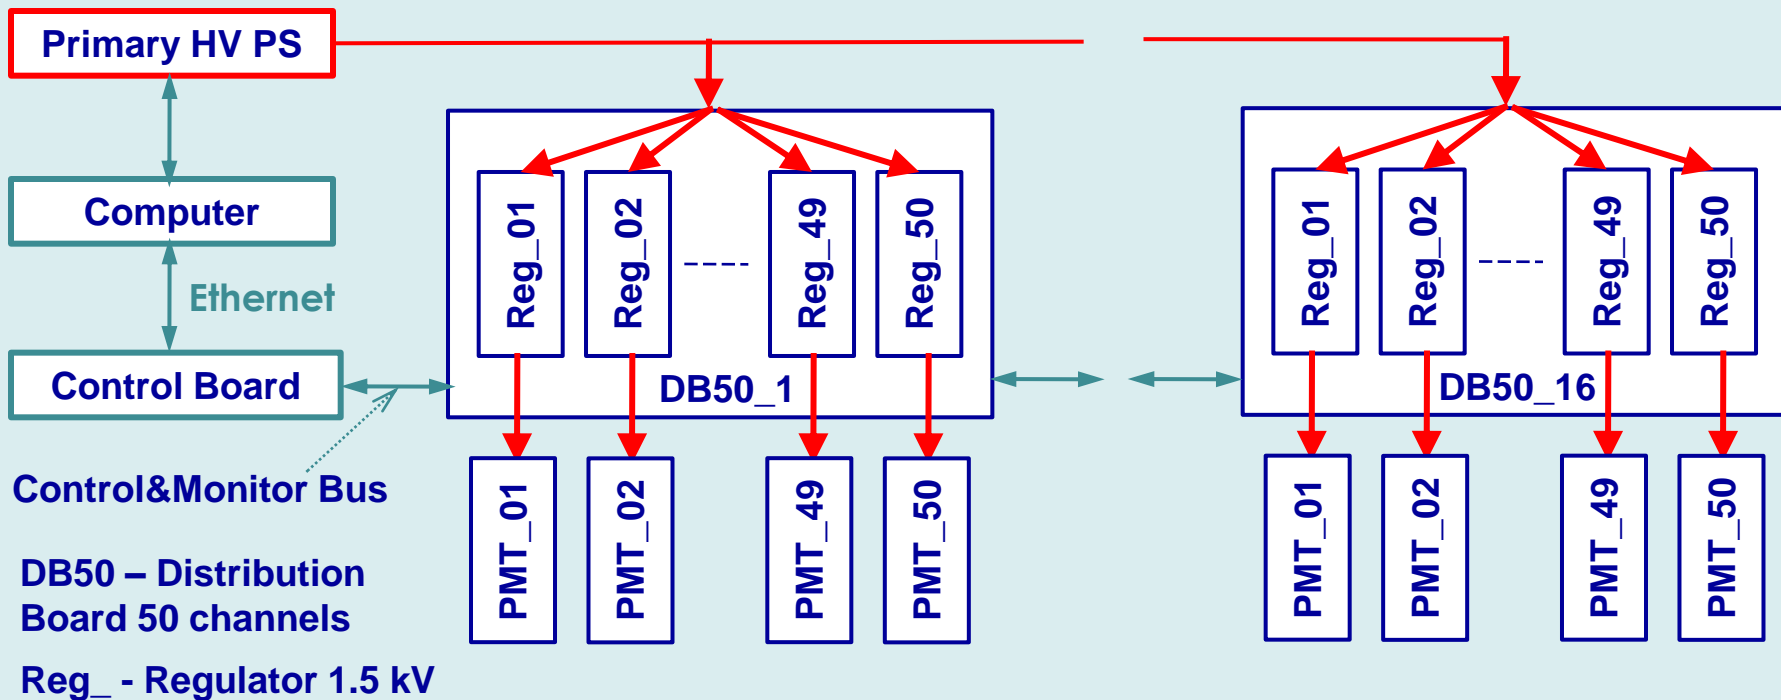 Primary HV PS
Computer
Ethernet
Control Board
Control&Monitor Bus
DB50 – Distribution
Board 50 channels
Reg_ - Regulator 1.5 kV
Reg_01
Reg_02
-----
Reg_49
Reg_50
DB50_1
PMT_01
PMT_02
PMT_49
PMT_50
Reg_01
Reg_02
-----
Reg_49
Reg_50
DB50_16
PMT_01
PMT_02
PMT_49
PMT_50